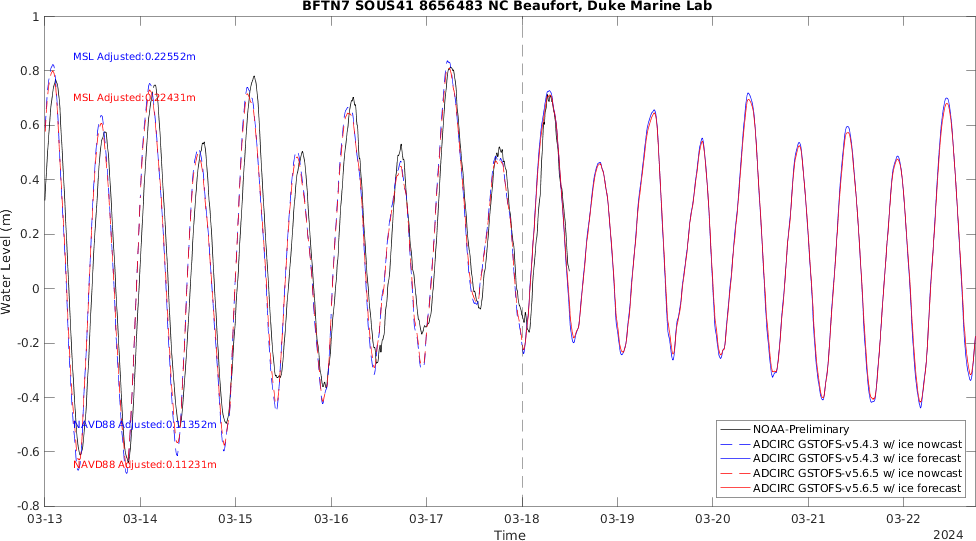 BFTN7 SOUS41 8656483 NC Beaufort, Duke Marine Lab
1
0.8
0.6
0.4
0.2
0
-0.2
-0.4
-0.6
-0.8
Water Level (m)
MSL Adjusted:0.22552m
MSL Adjusted:0.22431m
NAVD88 Adjusted:0.11352m
NAVD88 Adjusted:0.11231m
NOAA-Preliminary
ADCIRC GSTOFS-v5.4.3 w/ ice nowcast
ADCIRC GSTOFS-v5.4.3 w/ ice forecast
ADCIRC GSTOFS-v5.6.5 w/ ice nowcast
ADCIRC GSTOFS-v5.6.5 w/ ice forecast
03-13 03-14 03-15 03-16 03-17 03-18 03-19 03-20 03-21 03-22
Time
2024